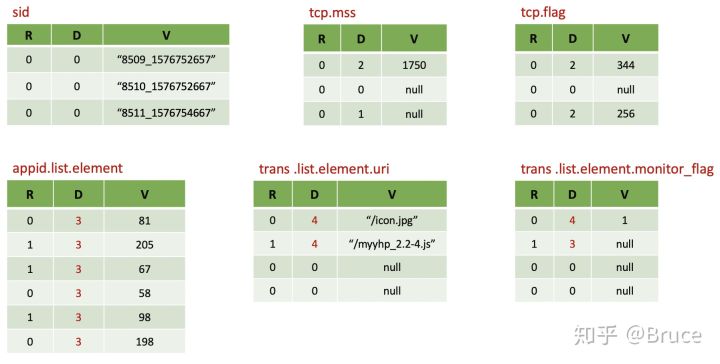 sid
R D V
0 0 “8509_1576752657”
0 0 “8510_1576752667”
0 0 “8511_1576754667”
tcp.mss
R D V
0 2 1750
0 0 null
0 1 null
tcp.flag
R D V
0 2 344
0 0 null
0 2 256
appid.list.element
R D V
0 3 81
1 3 205
1 3 67
0 3 58
1 3 98
0 3 198
trans .list.element.uri
R D V
0 4 “/icon.jpg”
1 4 “/myyhp_2.2-4.js”
0 0 null
0 0 null
trans .list.element.monitor_flag
R D V
0 4 1
1 3 null
0 0 null
0 0 null
知乎 @Bruce